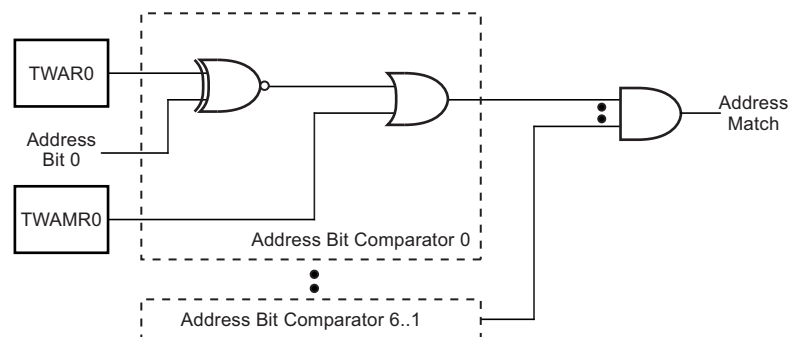 TWAR0
Address
Bit 0
TWAMR0
Address Bit Comparator 0
Address
Match
Address Bit Comparator 6..1